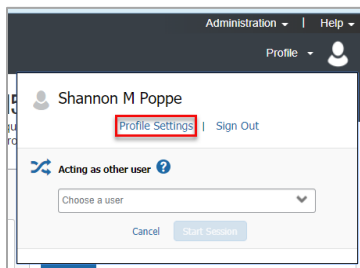 Administration | Help
Profile
Shannon M Poppe
Profile Settings | Sign Out
Acting as other user ?
Choose a user
Cancel Start Session